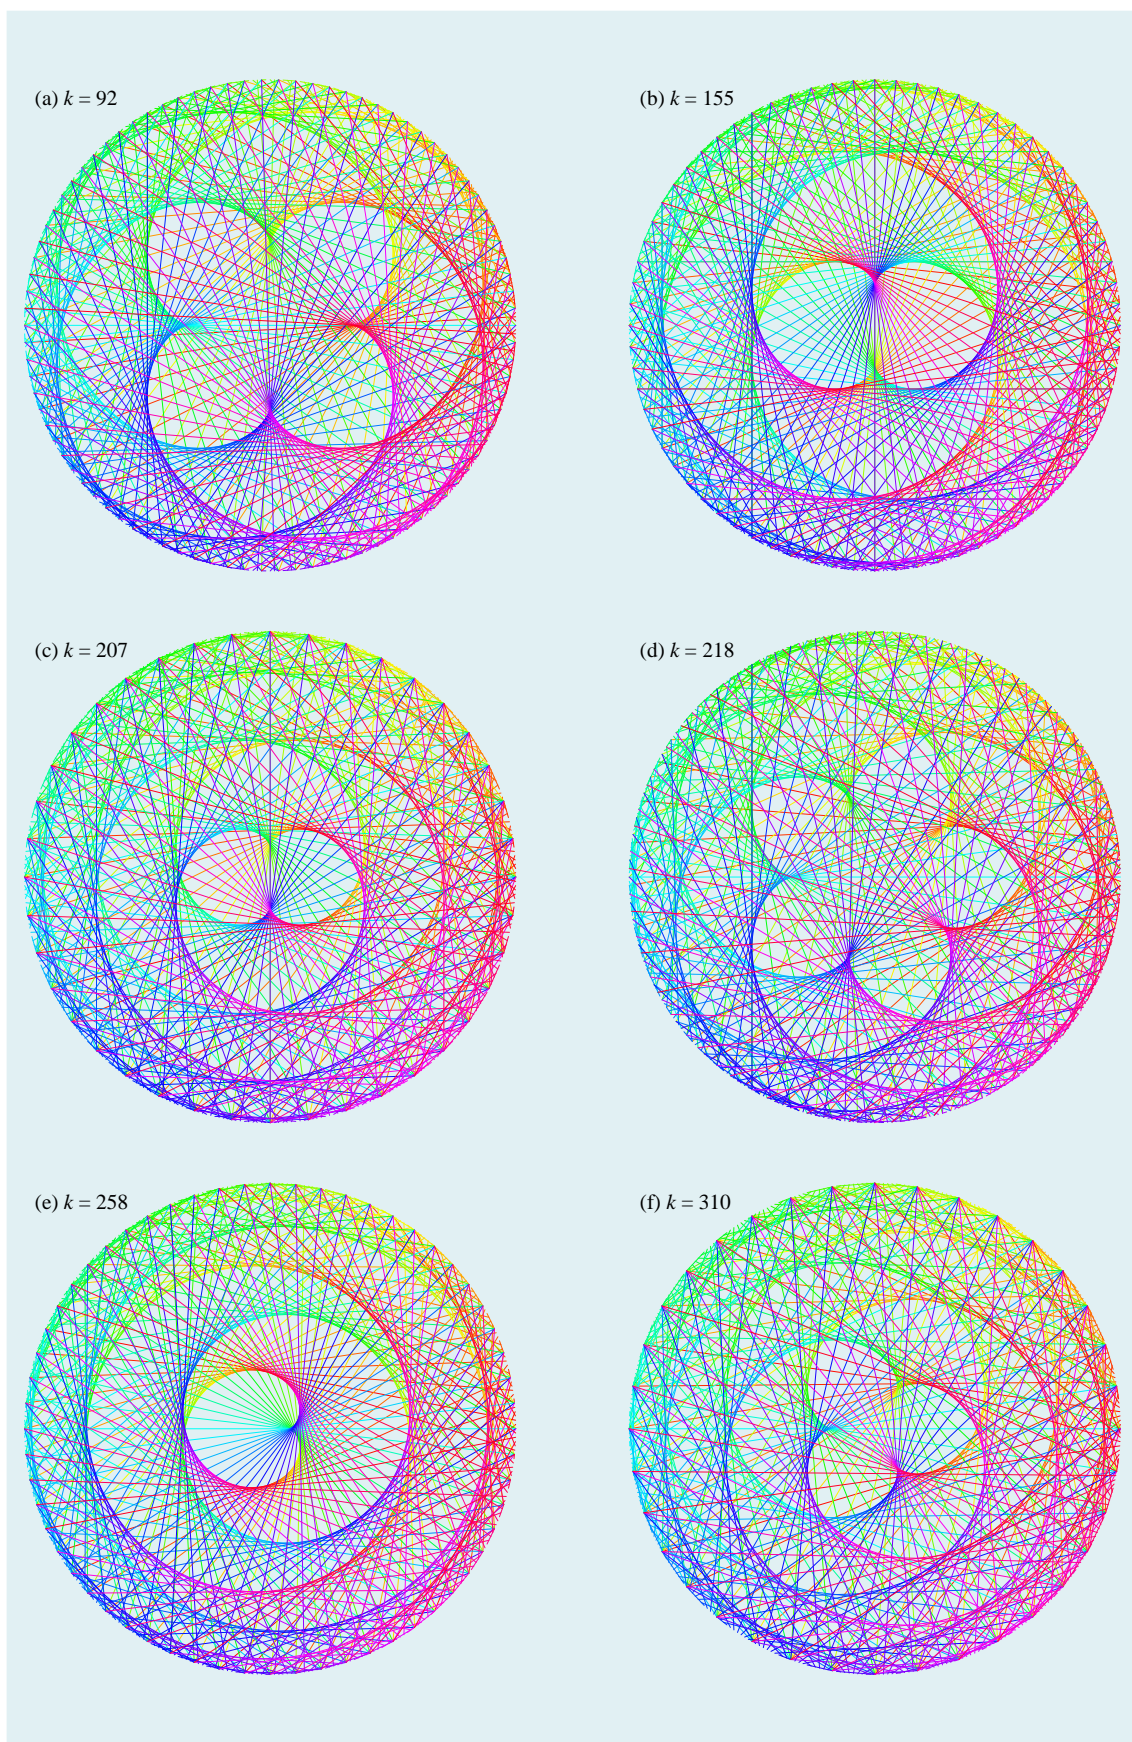 (a) k = 92
(b) k = 155
(c) k = 207
(d) k = 218
(e) k = 258
(f) k = 310